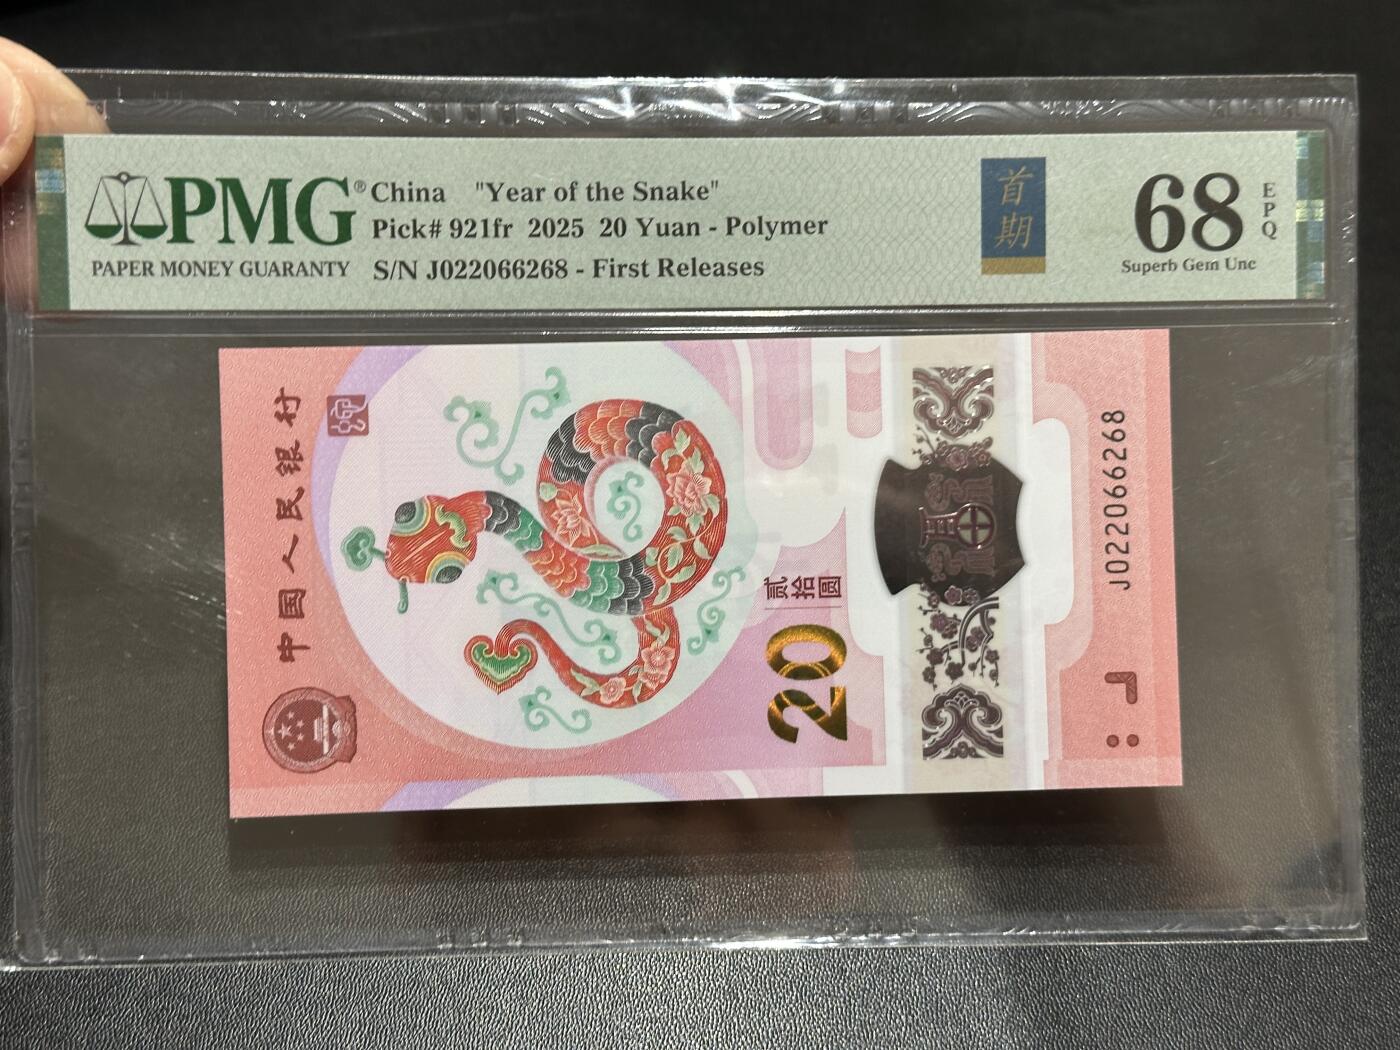 PMG®
PAPER MONEY GUARANTY
China "Year of the Snake"
Pick# 921fr 2025 20 Yuan - Polymer
S/N J022066268 - First Releases
首期
68
EPQ
Superb Gem Unc
中国人民银行
贰拾圆
20
J022066268